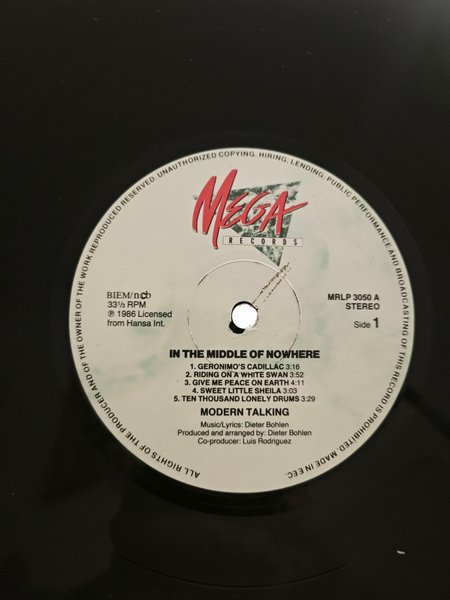 ALL RIGHTS OF THE PRODUCER AND OF THE OWNER OF THE WORK REPRODUCED RESERVED. UNAUTHORIZED COPYING, HIRING, LENDING, PUBLIC PERFORMANCE AND BROADCASTING OF THIS RECORD IS PROHIBITED. MADE IN EEC.
MEGA
RECORDS
BIEM/ncb
33⅓ RPM
℗ 1986 Licensed
from Hansa Int.
MRLP 3050 A
STEREO
Side 1
IN THE MIDDLE OF NOWHERE
1. GERONIMO'S CADILLAC 3:16
2. RIDING ON A WHITE SWAN 3:52
3. GIVE ME PEACE ON EARTH 4:11
4. SWEET LITTLE SHEILA 3:03
5. TEN THOUSAND LONELY DRUMS 3:29
MODERN TALKING
Music/Lyrics: Dieter Bohlen
Produced and arranged by: Dieter Bohlen
Co-producer: Luis Rodriguez